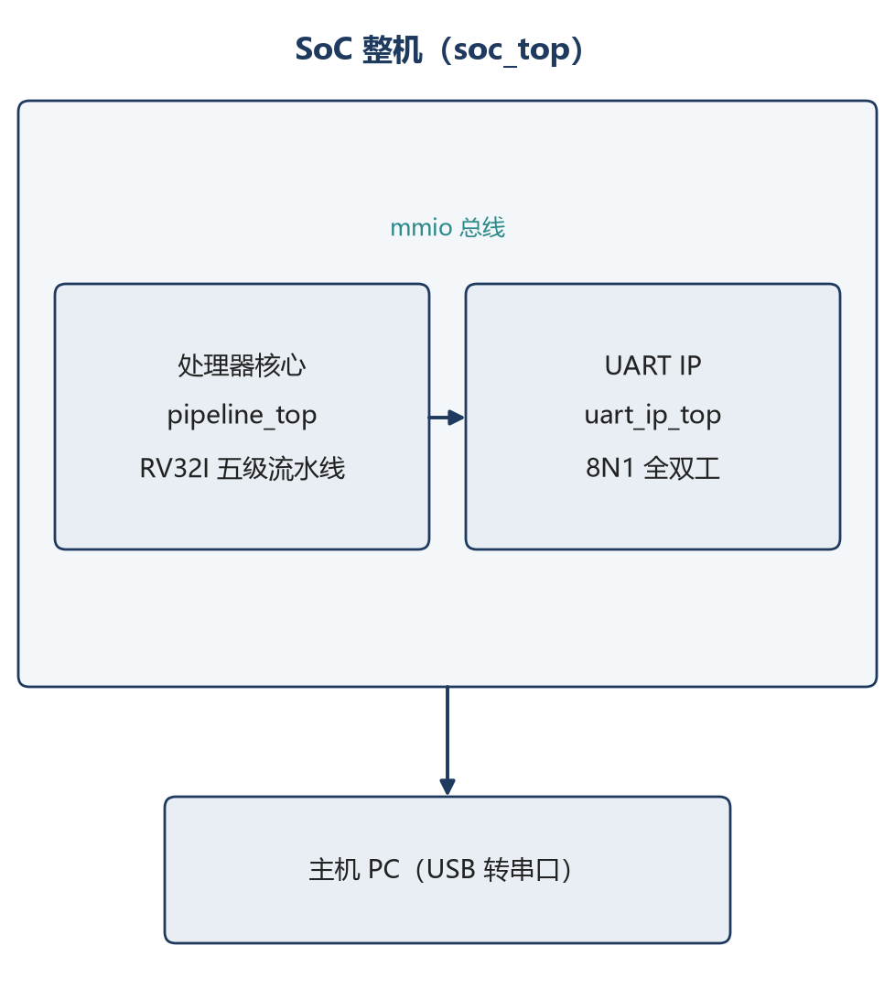 SoC 整机（soc_top）
mmio 总线
处理器核心
pipeline_top
RV32I 五级流水线
UART IP
uart_ip_top
8N1 全双工
主机 PC（USB 转串口）